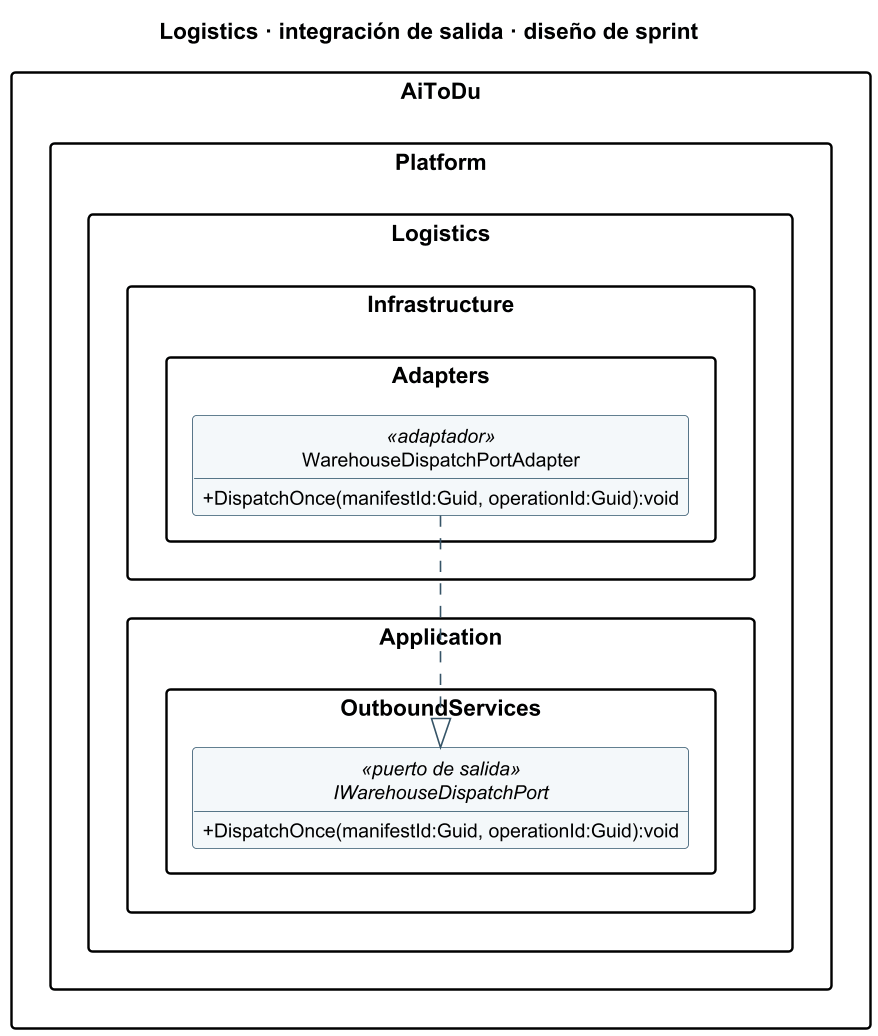 Logistics · integración de salida · diseño de sprint
AiToDu
Platform
Logistics
Infrastructure
Adapters
«adaptador»
WarehouseDispatchPortAdapter
+DispatchOnce(manifestId:Guid, operationId:Guid):void
Application
OutboundServices
«puerto de salida»
IWarehouseDispatchPort
+DispatchOnce(manifestId:Guid, operationId:Guid):void